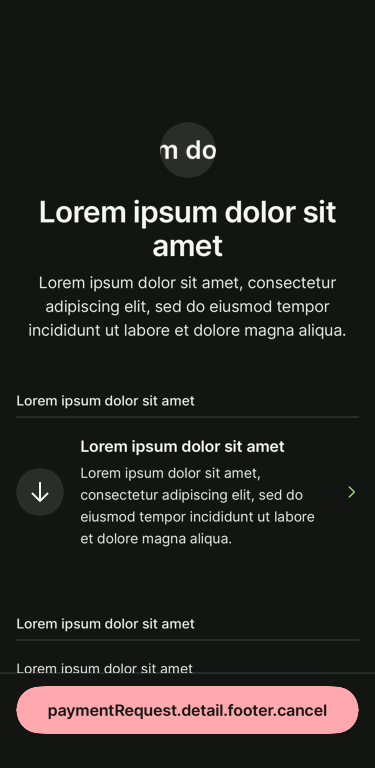 m do
Lorem ipsum dolor sit
amet
Lorem ipsum dolor sit amet, consectetur
adipiscing elit, sed do eiusmod tempor
incididunt ut labore et dolore magna aliqua.
Lorem ipsum dolor sit amet
Lorem ipsum dolor sit amet
Lorem ipsum dolor sit amet,
consectetur adipiscing elit, sed do
eiusmod tempor incididunt ut labore
et dolore magna aliqua.
Lorem ipsum dolor sit amet
Lorem ipsum dolor sit amet
paymentRequest.detail.footer.cancel